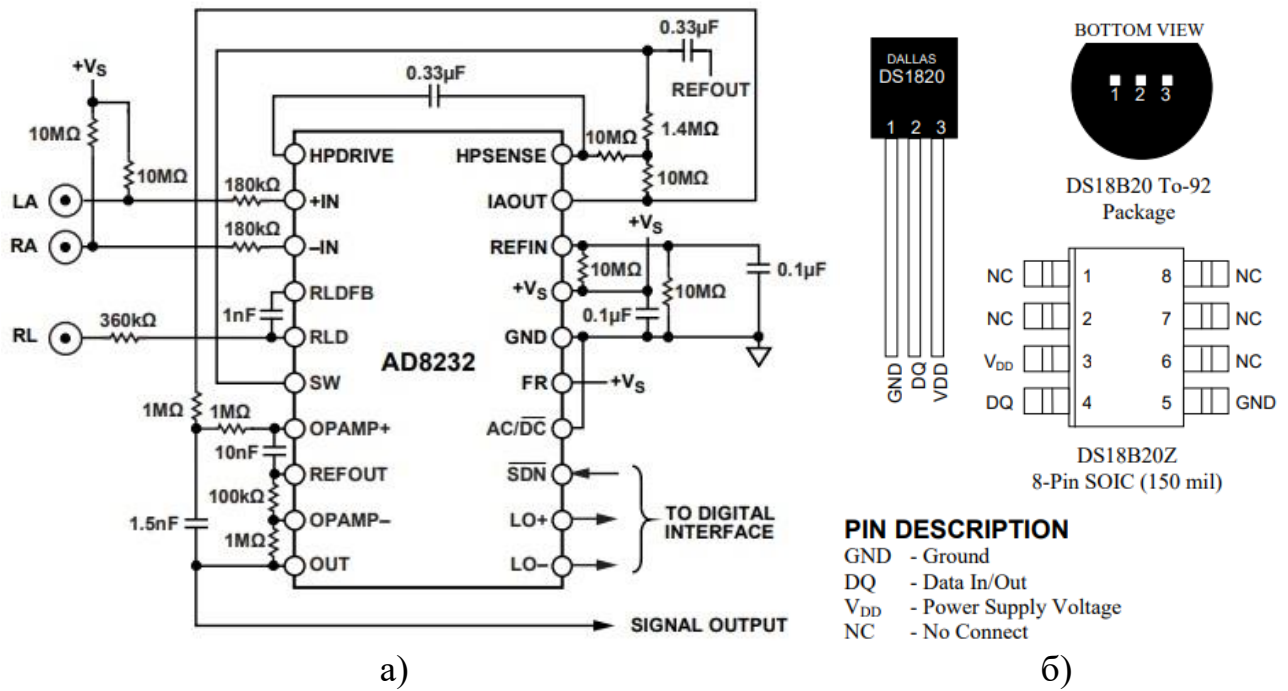 0.33µF
+VS
0.33µF
REFOUT
10MΩ
10MΩ
1.4MΩ
10MΩ
HPDRIVE
HPSENSE
10MΩ
LA
180kΩ
+IN
IAOUT
+VS
RA
180kΩ
–IN
REFIN
10MΩ
0.1µF
RLDFB
+VS
10MΩ
1nF
0.1µF
RL
360kΩ
RLD
GND
AD8232
SW
FR
+VS
1MΩ
1MΩ
OPAMP+
AC/DC
10nF
REFOUT
SDN
100kΩ
1.5nF
OPAMP–
LO+
TO DIGITAL
INTERFACE
1MΩ
OUT
LO–
SIGNAL OUTPUT
а)
DALLAS
DS1820
1 2 3
GND
DQ
VDD
BOTTOM VIEW
1 2 3
DS18B20 To-92
Package
NC 1 8 NC
NC 2 7 NC
VDD 3 6 NC
DQ 4 5 GND
DS18B20Z
8-Pin SOIC (150 mil)
PIN DESCRIPTION
GND - Ground
DQ - Data In/Out
VDD - Power Supply Voltage
NC - No Connect
б)